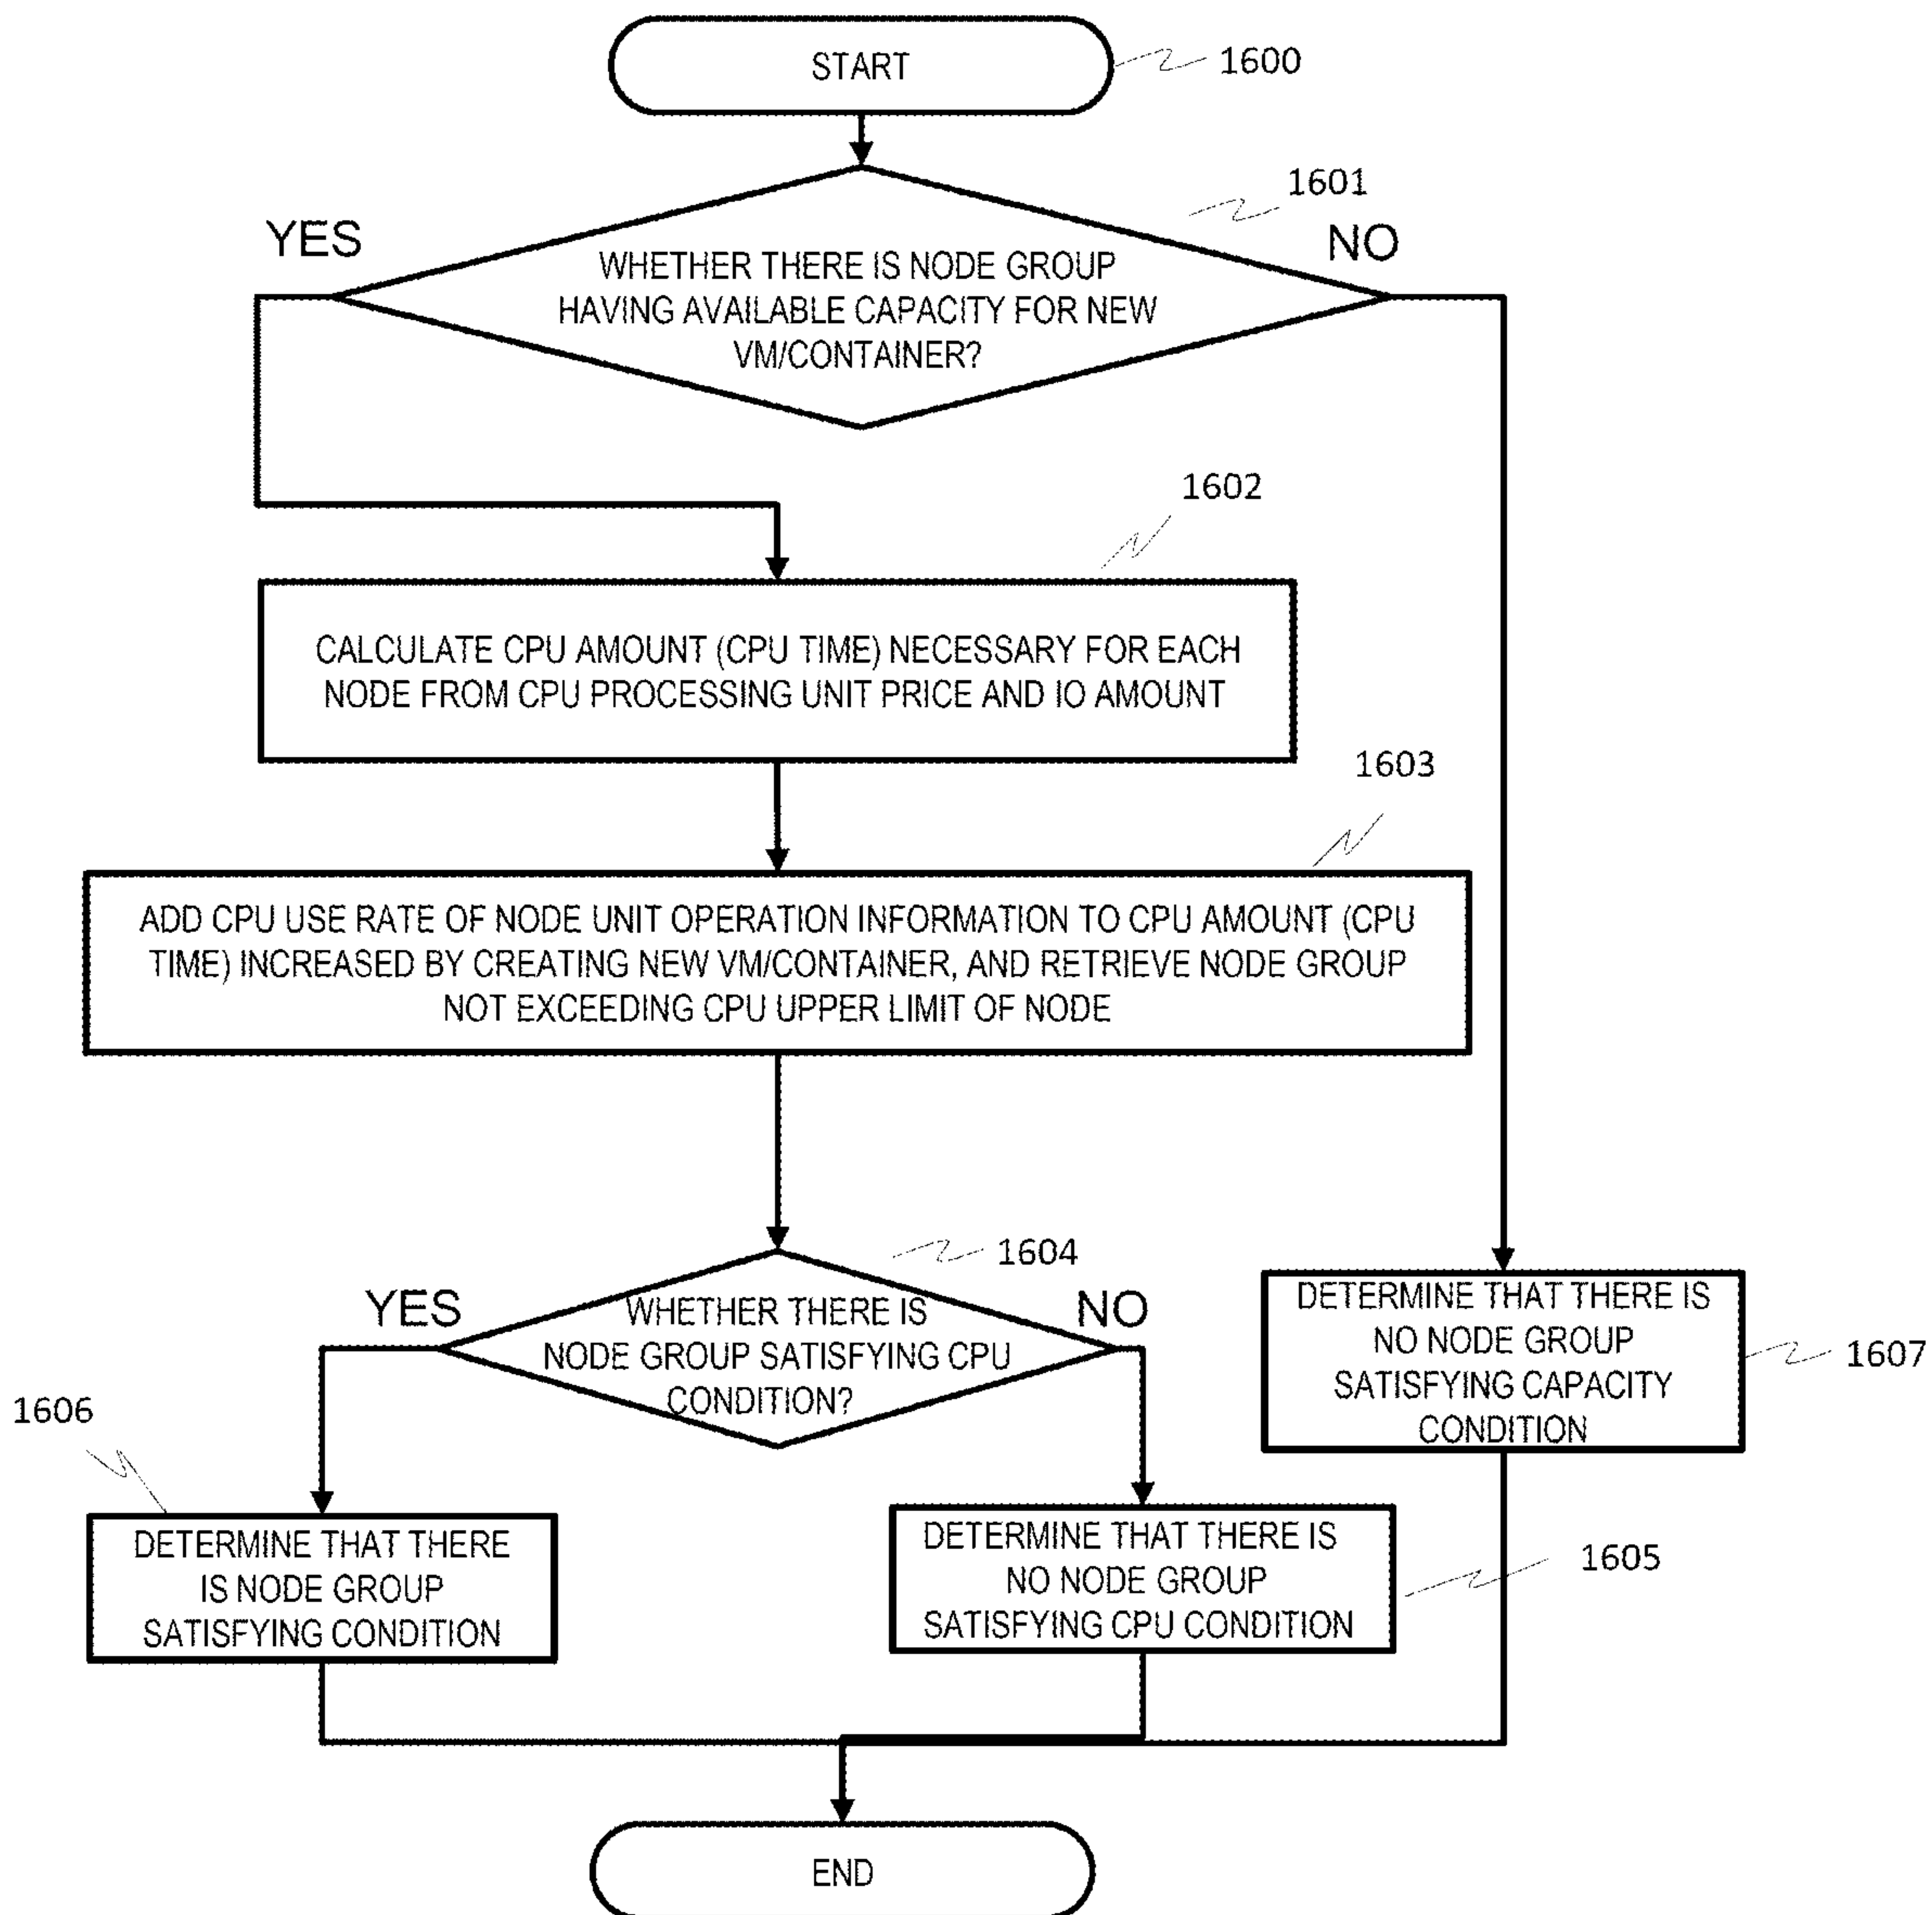 START
1600
1601
YES
NO
WHETHER THERE IS NODE GROUP
HAVING AVAILABLE CAPACITY FOR NEW
VM/CONTAINER?
1602
CALCULATE CPU AMOUNT (CPU TIME) NECESSARY FOR EACH
NODE FROM CPU PROCESSING UNIT PRICE AND IO AMOUNT
1603
ADD CPU USE RATE OF NODE UNIT OPERATION INFORMATION TO CPU AMOUNT (CPU
TIME) INCREASED BY CREATING NEW VM/CONTAINER, AND RETRIEVE NODE GROUP
NOT EXCEEDING CPU UPPER LIMIT OF NODE
1604
YES
NO
WHETHER THERE IS
NODE GROUP SATISFYING CPU
CONDITION?
DETERMINE THAT THERE IS
NO NODE GROUP
SATISFYING CAPACITY
CONDITION
1607
1606
DETERMINE THAT THERE
IS NODE GROUP
SATISFYING CONDITION
DETERMINE THAT THERE IS
NO NODE GROUP
SATISFYING CPU CONDITION
1605
END